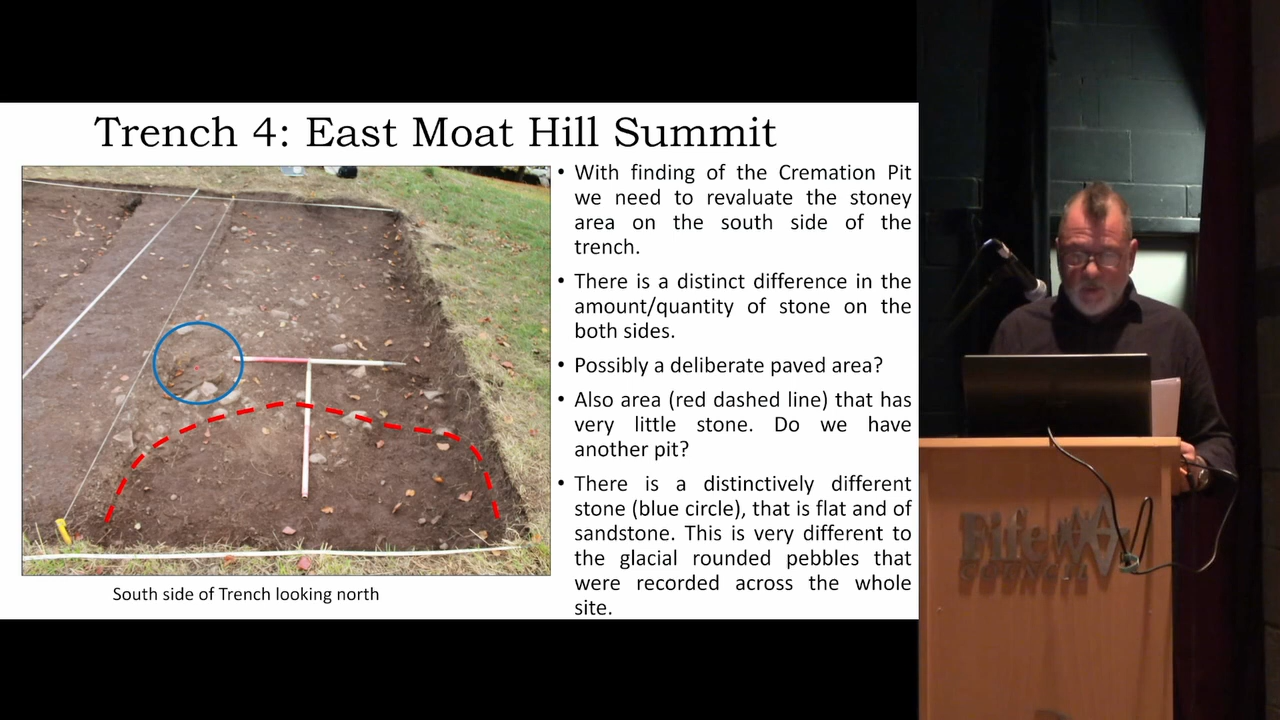 Trench 4: East Moat Hill Summit
• With finding of the Cremation Pit
we need to revaluate the stoney
area on the south side of the
trench.
• There is a distinct difference in the
amount/quantity of stone on the
both sides.
• Possibly a deliberate paved area?
• Also area (red dashed line) that has
very little stone. Do we have
another pit?
• There is a distinctively different
stone (blue circle), that is flat and of
sandstone. This is very different to
the glacial rounded pebbles that
were recorded across the whole
site.
South side of Trench looking north
Fife
COUNCIL